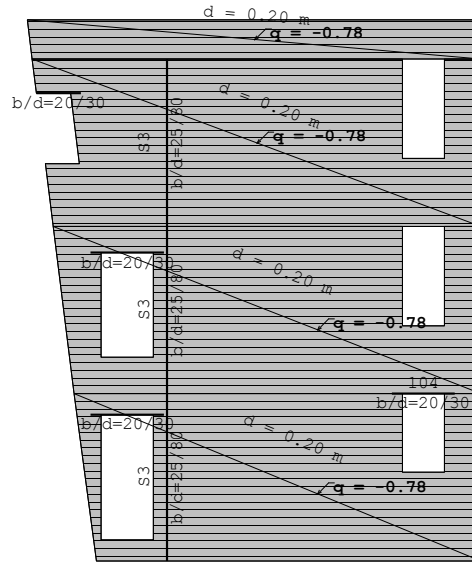 d = 0.20 m
q = -0.78
b/d=20/30
S3
b/d=25/80
d = 0.20 m
q = -0.78
b/d=20/30
S3
b/d=25/80
d = 0.20 m
q = -0.78
104
b/d=20/30
b/d=20/30
S3
b/d=25/80
d = 0.20 m
q = -0.78